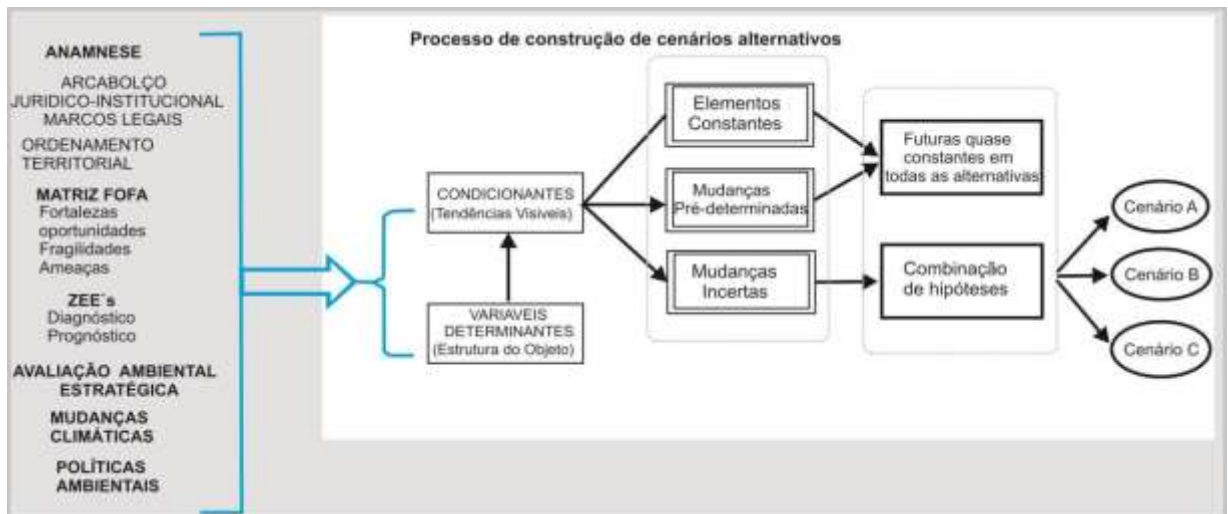 ANAMNESE
ARCABOLÇO
JURIDICO-INSTITUCIONAL
MARCOS LEGAIS
ORDENAMENTO
TERRITORIAL
MATRIZ FOFA
Fortalezas
oportunidades
Fragilidades
Ameaças
ZEE´s
Diagnóstico
Prognóstico
AVALIAÇÃO AMBIENTAL
ESTRATÉGICA
MUDANÇAS
CLIMÁTICAS
POLÍTICAS
AMBIENTAIS
Processo de construção de cenários alternativos
CONDICIONANTES
(Tendências Visiveis)
VARIAVEIS
DETERMINANTES
(Estrutura do Objeto)
Elementos
Constantes
Mudanças
Pré-determinadas
Mudanças
Incertas
Futuras quase
constantes em
todas as alternativas
Combinação
de hipóteses
Cenário A
Cenário B
Cenário C